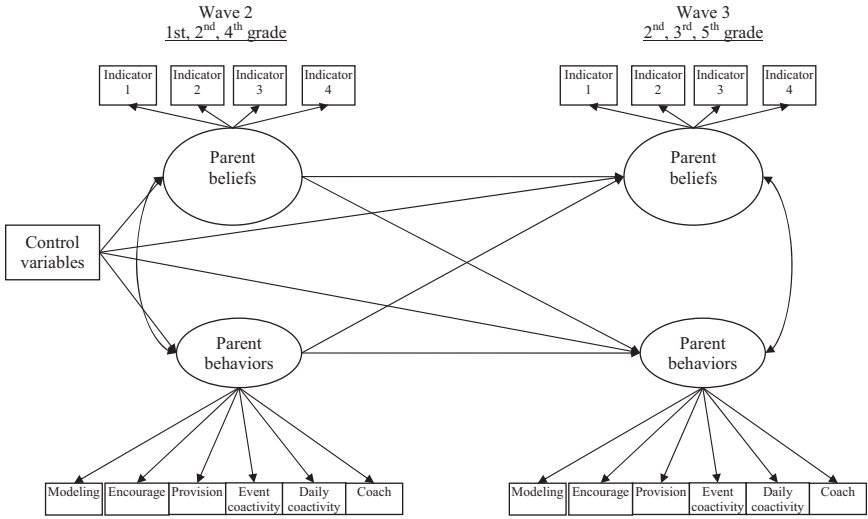 Wave 2
1st, 2nd, 4th grade
Wave 3
2nd, 3rd, 5th grade
Indicator
1
Indicator
2
Indicator
3
Indicator
4
Indicator
1
Indicator
2
Indicator
3
Indicator
4
Parent
beliefs
Parent
beliefs
Control
variables
Parent
behaviors
Parent
behaviors
Modeling
Encourage
Provision
Event
coactivity
Daily
coactivity
Coach
Modeling
Encourage
Provision
Event
coactivity
Daily
coactivity
Coach